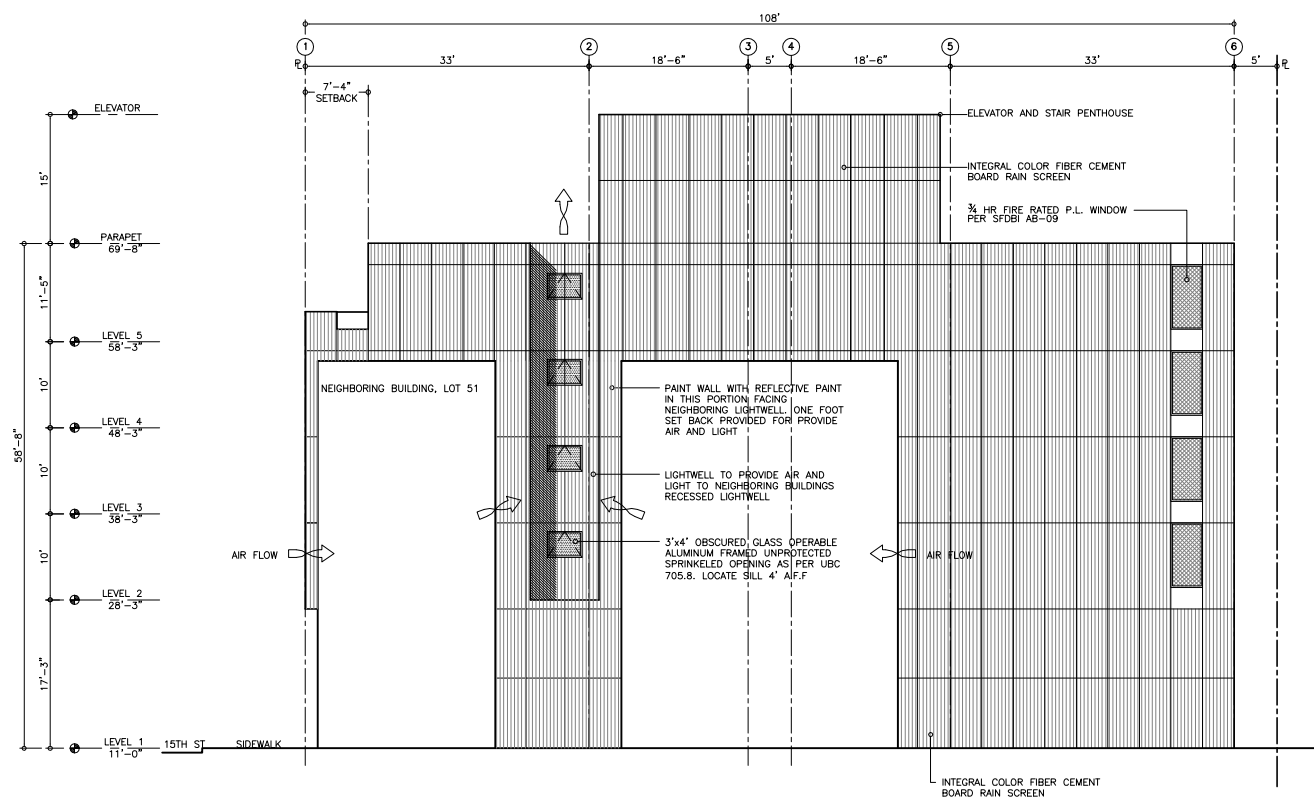 108'
1
2
3
4
5
6
PL
33'
18'-6"
5'
18'-6"
33'
5'
PL
7'-4"
SETBACK
ELEVATOR
ELEVATOR AND STAIR PENTHOUSE
15'
INTEGRAL COLOR FIBER CEMENT
BOARD RAIN SCREEN
¾ HR FIRE RATED P.L. WINDOW
PER SFDBI AB-09
PARAPET
69'-8"
11'-5"
LEVEL 5
58'-3"
10'
NEIGHBORING BUILDING, LOT 51
PAINT WALL WITH REFLECTIVE PAINT
IN THIS PORTION FACING
NEIGHBORING LIGHTWELL. ONE FOOT
SET BACK PROVIDED FOR PROVIDE
AIR AND LIGHT
LEVEL 4
48'-3"
58'-8"
10'
LIGHTWELL TO PROVIDE AIR AND
LIGHT TO NEIGHBORING BUILDINGS
RECESSED LIGHTWELL
LEVEL 3
38'-3"
10'
AIR FLOW
3'x4' OBSCURED GLASS OPERABLE
ALUMINUM FRAMED UNPROTECTED
SPRINKELED OPENING AS PER UBC
705.8. LOCATE SILL 4' A.F.F
AIR FLOW
LEVEL 2
28'-3"
17'-3"
LEVEL 1
11'-0"
15TH ST
SIDEWALK
INTEGRAL COLOR FIBER CEMENT
BOARD RAIN SCREEN